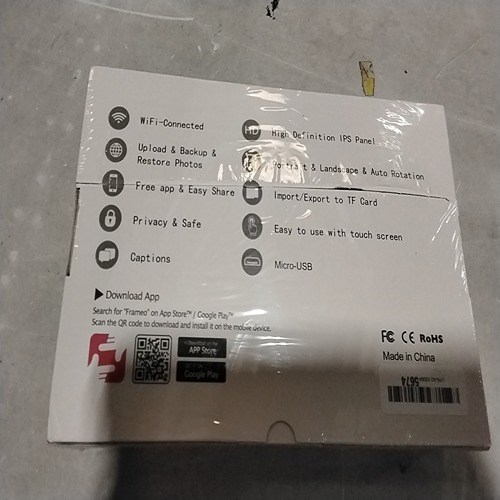 WiFi-Connected
Upload & Backup &
Restore Photos
Free app & Easy Share
Privacy & Safe
Captions
HD High Definition IPS Panel
Portrait & Landscape & Auto Rotation
Import/Export to TF Card
Easy to use with touch screen
Micro-USB
Download App
Search for "Frameo" on App Store™ / Google Play™
Scan the QR code to download and install it on the mobile device.
APP Store
Google Play
FC CE RoHS
Made in China
5674